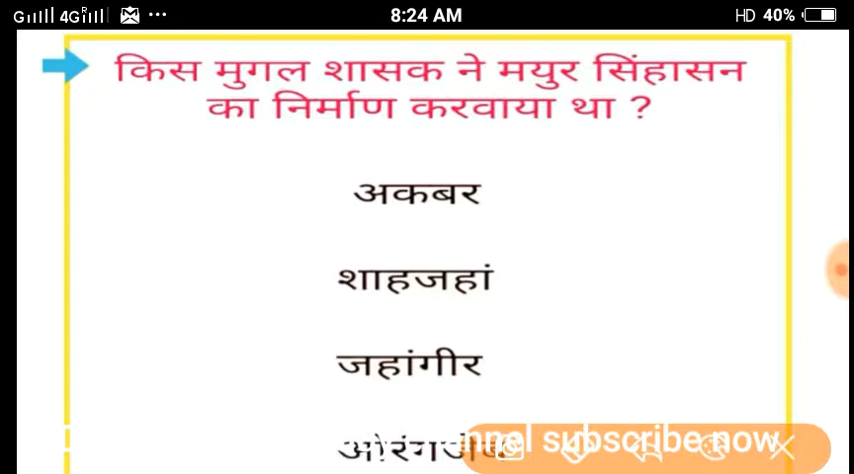 8:24 AM HD 40%
किस मुगल शासक ने मयुर सिंहासन
का निर्माण करवाया था ?
अकबर
शाहजहां
जहांगीर
subscribe now